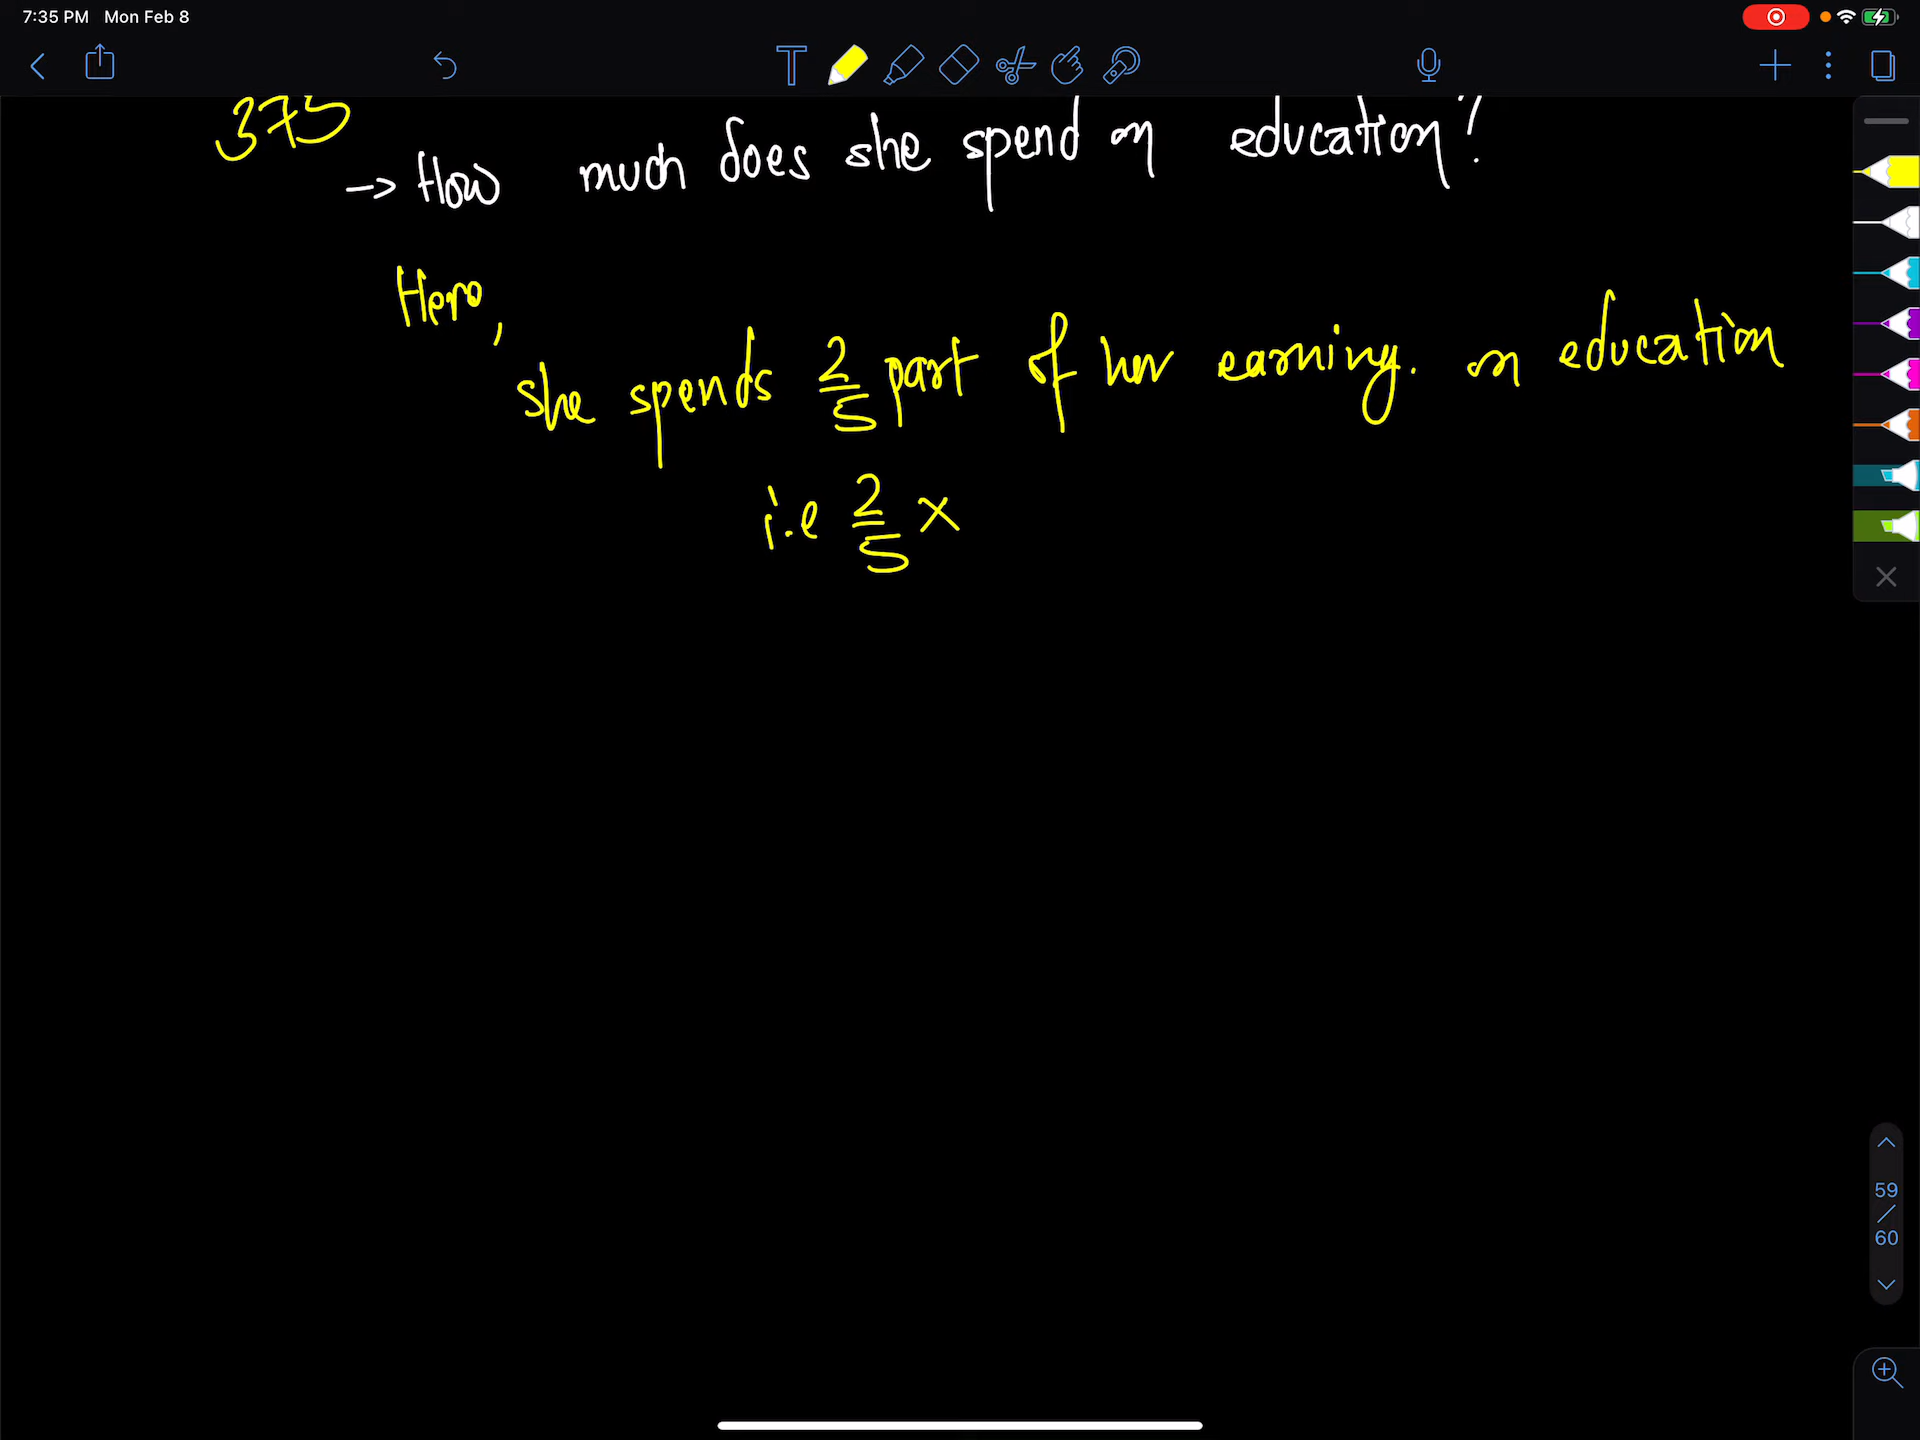 7:35 PM Mon Feb 8
375
→ How much does she spend on education?
Here,
she spends 2/5 part of her earning. on education
i.e 2/5 ×
59
/
60